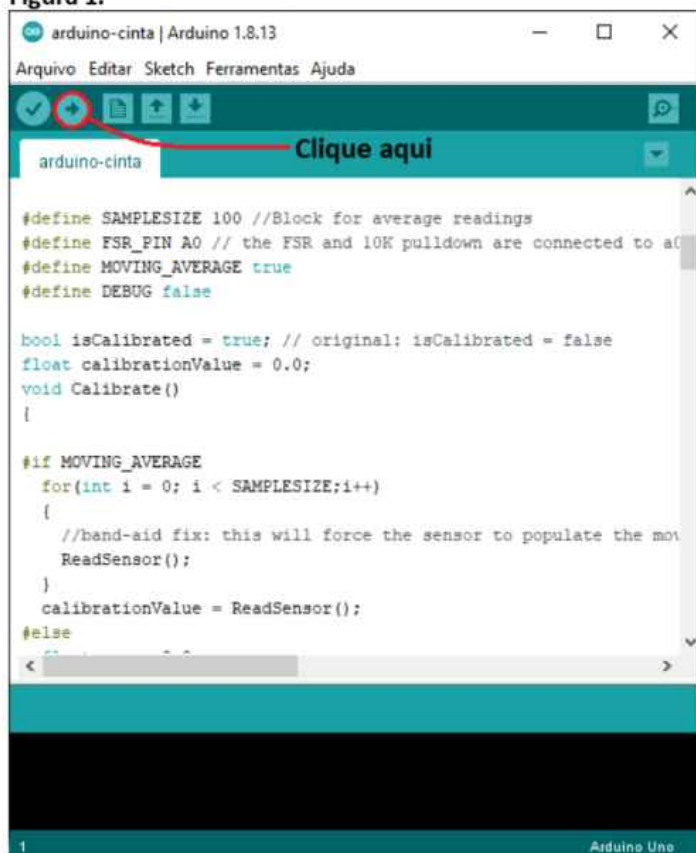 Figura 1.
arduino-cinta | Arduino 1.8.13
Arquivo Editar Sketch Ferramentas Ajuda
Clique aqui
arduino-cinta
#define SAMPLESIZE 100 //Block for average readings
#define FSR_PIN A0 // the FSR and 10K pulldown are connected to a0
#define MOVING_AVERAGE true
#define DEBUG false
bool isCalibrated = true; // original: isCalibrated = false
float calibrationValue = 0.0;
void Calibrate()
{
#if MOVING_AVERAGE
for(int i = 0; i < SAMPLESIZE;i++)
{
//band-aid fix: this will force the sensor to populate the mov
ReadSensor();
}
calibrationValue = ReadSensor();
#else
1
Arduino Uno